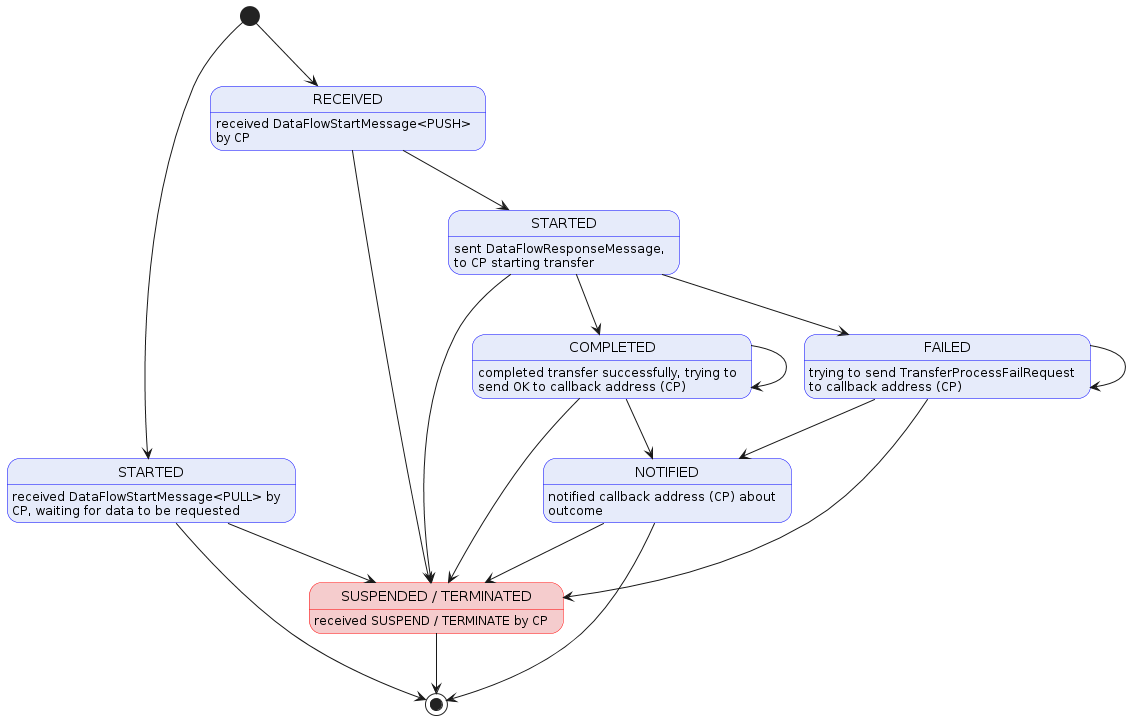 RECEIVED
received DataFlowStartMessage<PUSH>
by CP
STARTED
sent DataFlowResponseMessage,
to CP starting transfer
COMPLETED
completed transfer successfully, trying to
send OK to callback address (CP)
FAILED
trying to send TransferProcessFailRequest
to callback address (CP)
STARTED
received DataFlowStartMessage<PULL> by
CP, waiting for data to be requested
NOTIFIED
notified callback address (CP) about
outcome
SUSPENDED / TERMINATED
received SUSPEND / TERMINATE by CP